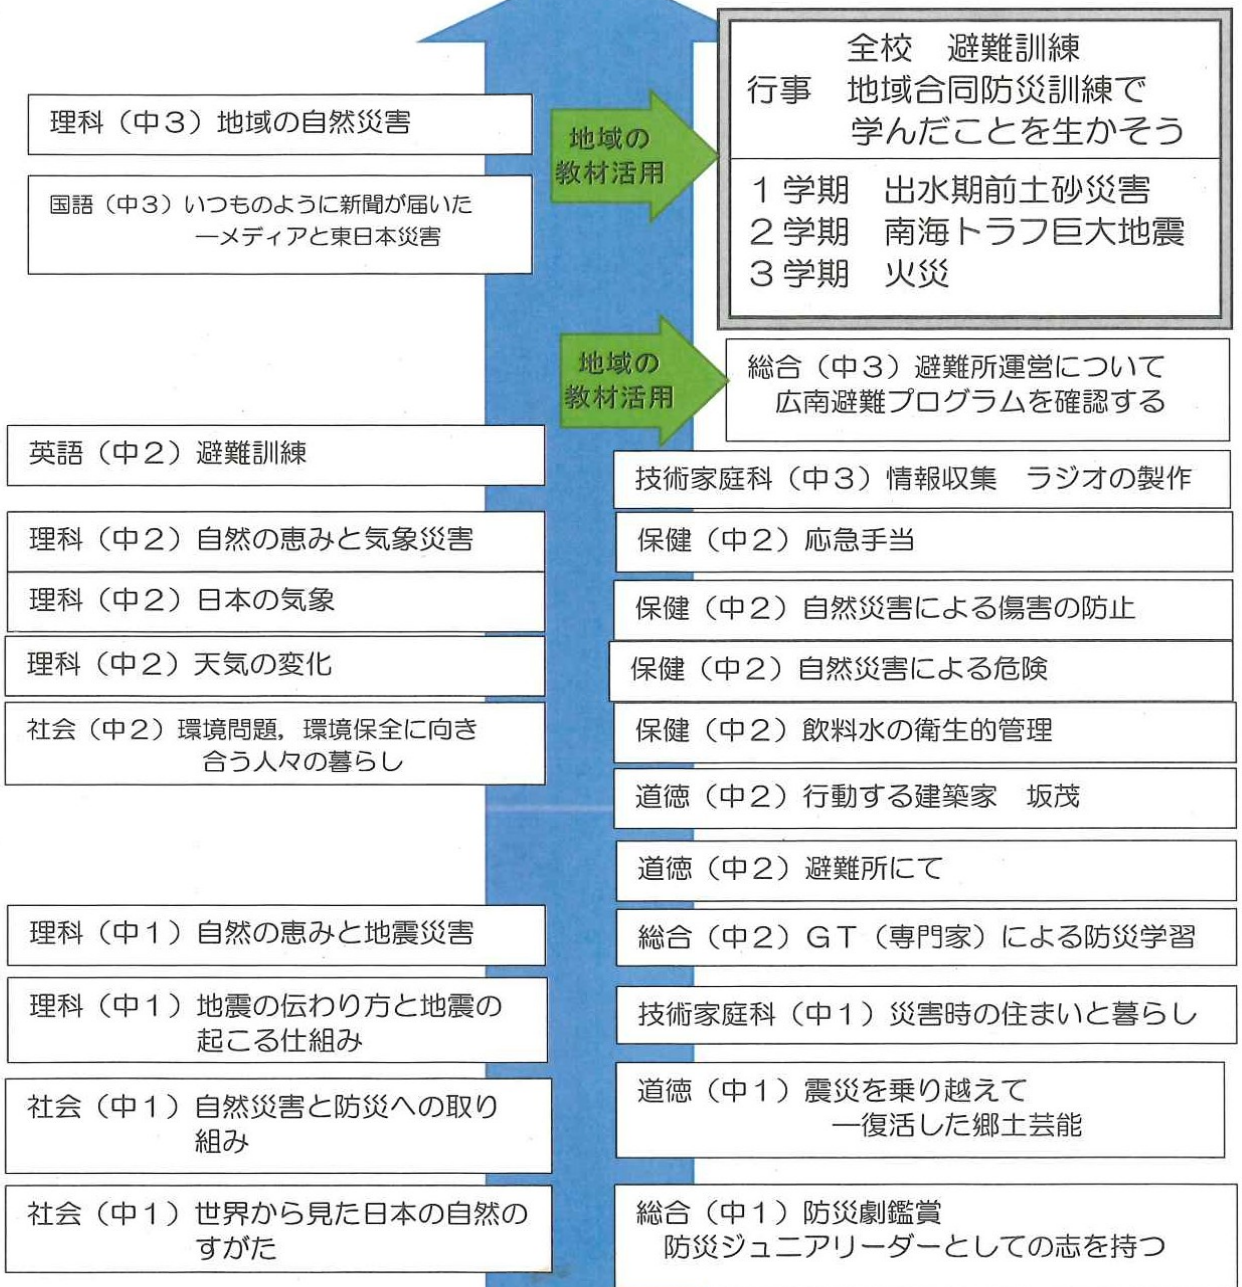 全校　避難訓練
行事　地域合同防災訓練で
学んだことを生かそう
1学期　出水期前土砂災害
2学期　南海トラフ巨大地震
3学期　火災
理科（中3）地域の自然災害
地域の
教材活用
国語（中3）いつものように新聞が届いた
―メディアと東日本災害
地域の
教材活用
総合（中3）避難所運営について
広南避難プログラムを確認する
英語（中2）避難訓練
技術家庭科（中3）情報収集　ラジオの製作
理科（中2）自然の恵みと気象災害
保健（中2）応急手当
理科（中2）日本の気象
保健（中2）自然災害による傷害の防止
理科（中2）天気の変化
保健（中2）自然災害による危険
社会（中2）環境問題，環境保全に向き
合う人々の暮らし
保健（中2）飲料水の衛生的管理
道徳（中2）行動する建築家　坂茂
道徳（中2）避難所にて
理科（中1）自然の恵みと地震災害
総合（中2）GT（専門家）による防災学習
理科（中1）地震の伝わり方と地震の
起こる仕組み
技術家庭科（中1）災害時の住まいと暮らし
社会（中1）自然災害と防災への取り
組み
道徳（中1）震災を乗り越えて
―復活した郷土芸能
社会（中1）世界から見た日本の自然の
すがた
総合（中1）防災劇鑑賞
防災ジュニアリーダーとしての志を持つ